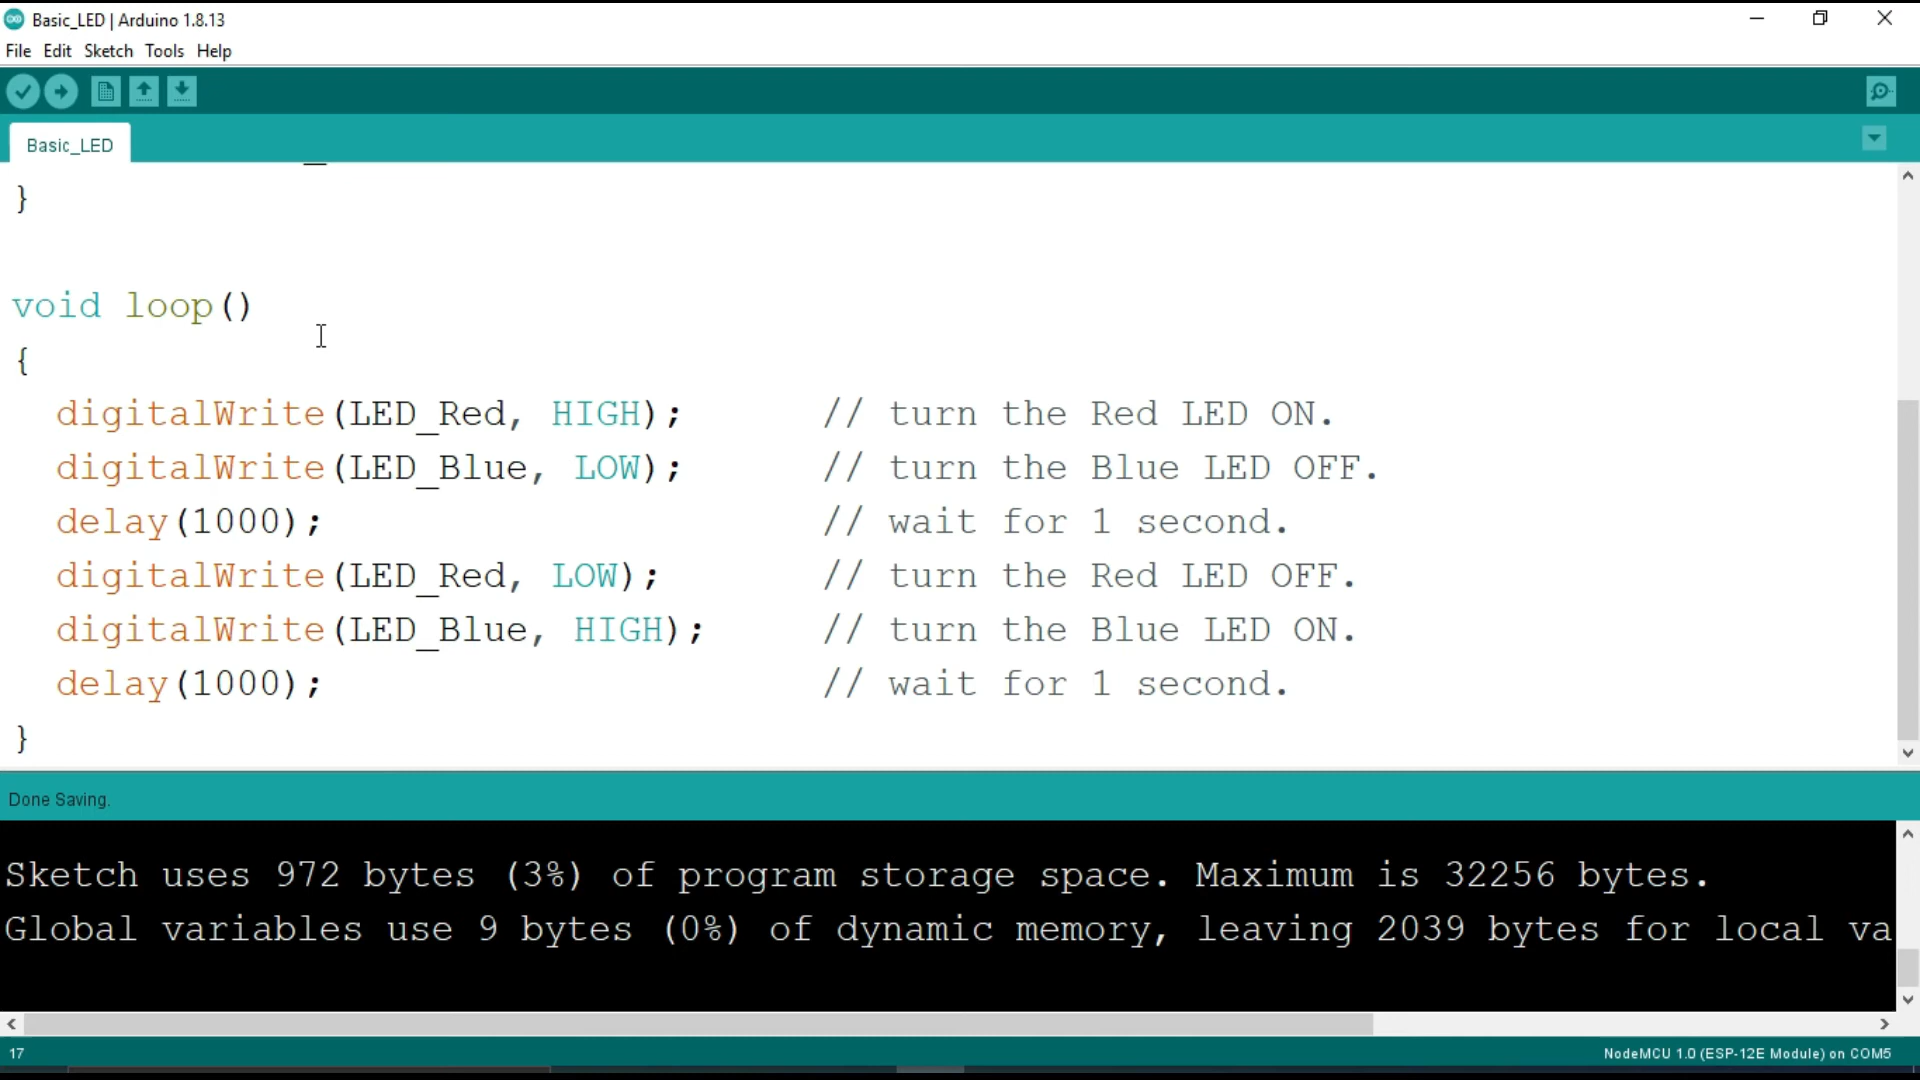 Basic_LED | Arduino 1.8.13
File Edit Sketch Tools Help
Basic_LED
}
void loop()
{
digitalWrite(LED_Red, HIGH); // turn the Red LED ON.
digitalWrite(LED_Blue, LOW); // turn the Blue LED OFF.
delay(1000); // wait for 1 second.
digitalWrite(LED_Red, LOW); // turn the Red LED OFF.
digitalWrite(LED_Blue, HIGH); // turn the Blue LED ON.
delay(1000); // wait for 1 second.
}
Done Saving.
Sketch uses 972 bytes (3%) of program storage space. Maximum is 32256 bytes.
Global variables use 9 bytes (0%) of dynamic memory, leaving 2039 bytes for local va
17
NodeMCU 1.0 (ESP-12E Module) on COM5